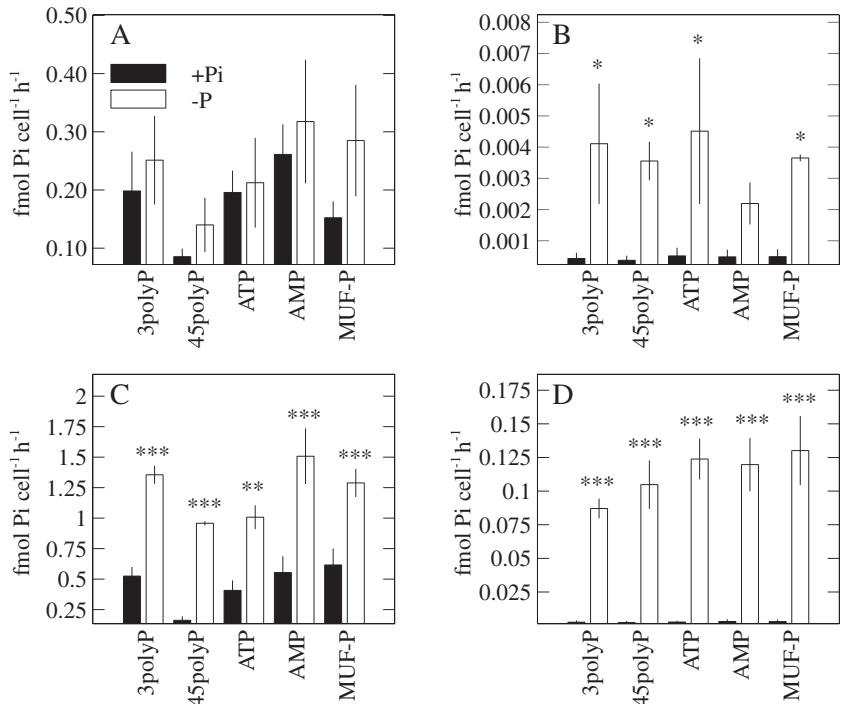 A
fmol Pi cell-1 h-1
0.50
0.40
0.30
0.20
0.10
+Pi
-P
3polyP
45polyP
ATP
AMP
MUF-P
B
fmol Pi cell-1 h-1
0.008
0.007
0.006
0.005
0.004
0.003
0.002
0.001
* * * *
3polyP
45polyP
ATP
AMP
MUF-P
C
fmol Pi cell-1 h-1
2
1.75
1.5
1.25
1
0.75
0.5
0.25
*** *** ** *** ***
3polyP
45polyP
ATP
AMP
MUF-P
D
fmol Pi cell-1 h-1
0.175
0.15
0.125
0.1
0.075
0.05
0.025
*** *** *** *** ***
3polyP
45polyP
ATP
AMP
MUF-P